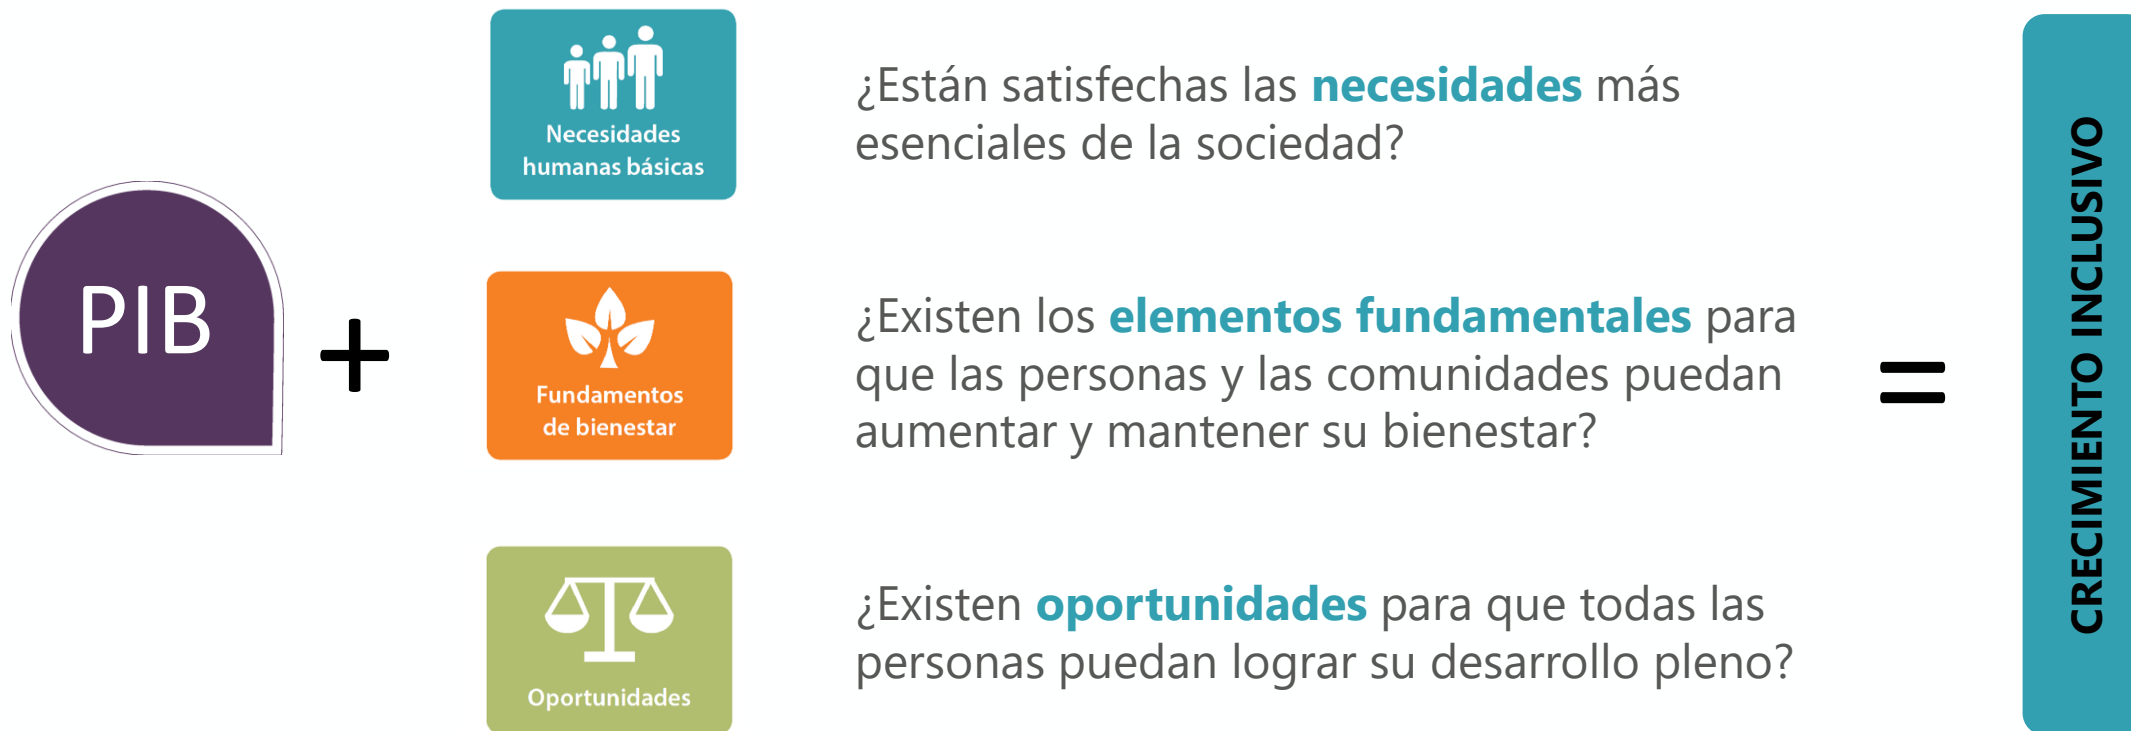 PIB
+
Necesidades
humanas básicas
¿Están satisfechas las necesidades más
esenciales de la sociedad?
Fundamentos
de bienestar
¿Existen los elementos fundamentales para
que las personas y las comunidades puedan
aumentar y mantener su bienestar?
Oportunidades
¿Existen oportunidades para que todas las
personas puedan lograr su desarrollo pleno?
=
CRECIMIENTO INCLUSIVO